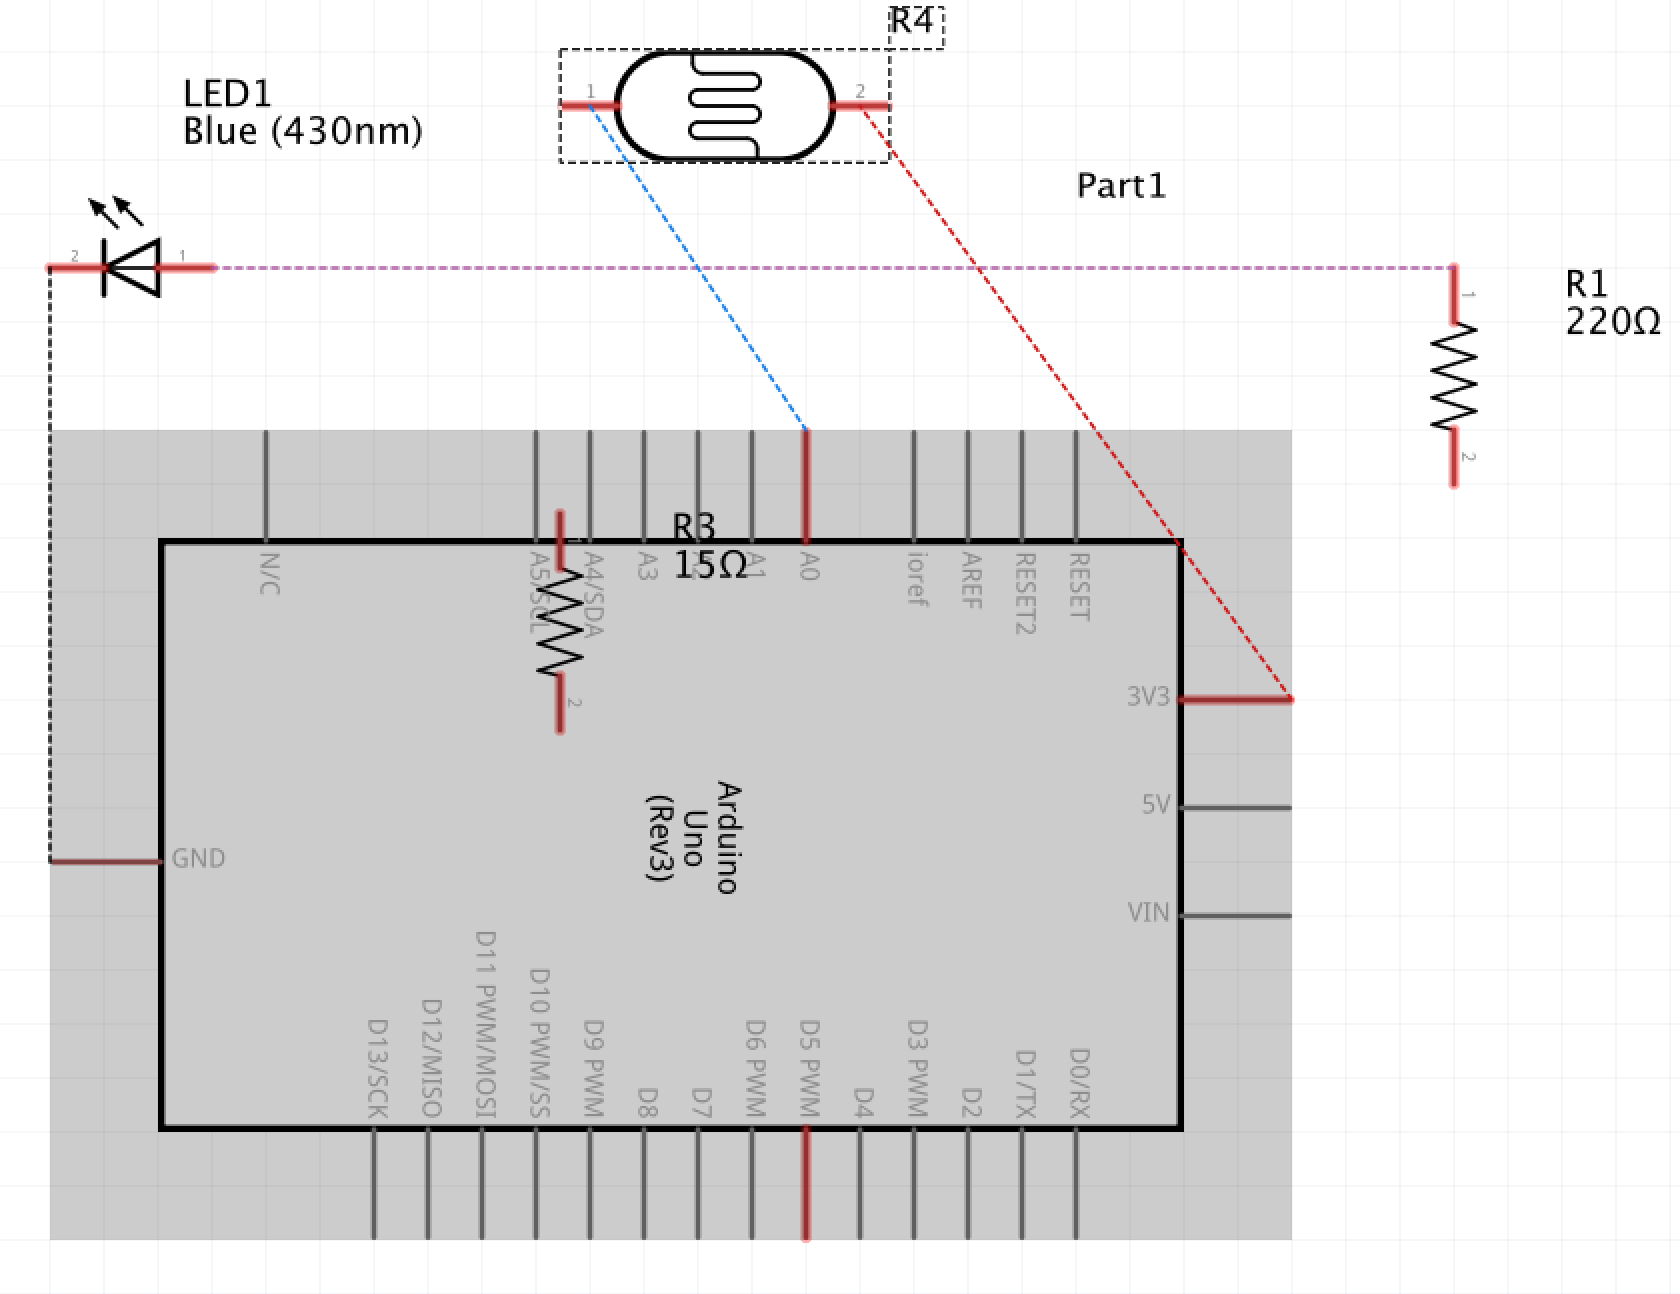 R4
1
2
LED1
Blue (430nm)
Part1
2
1
R1
220Ω
1
2
R3
15Ω
1
2
N/C
A5/SCL
A4/SDA
A3
A1
A0
ioref
AREF
RESET2
RESET
3V3
5V
VIN
GND
Arduino
Uno
(Rev3)
D13/SCK
D12/MISO
D11 PWM/MOSI
D10 PWM/SS
D9 PWM
D8
D7
D6 PWM
D5 PWM
D4
D3 PWM
D2
D1/TX
D0/RX